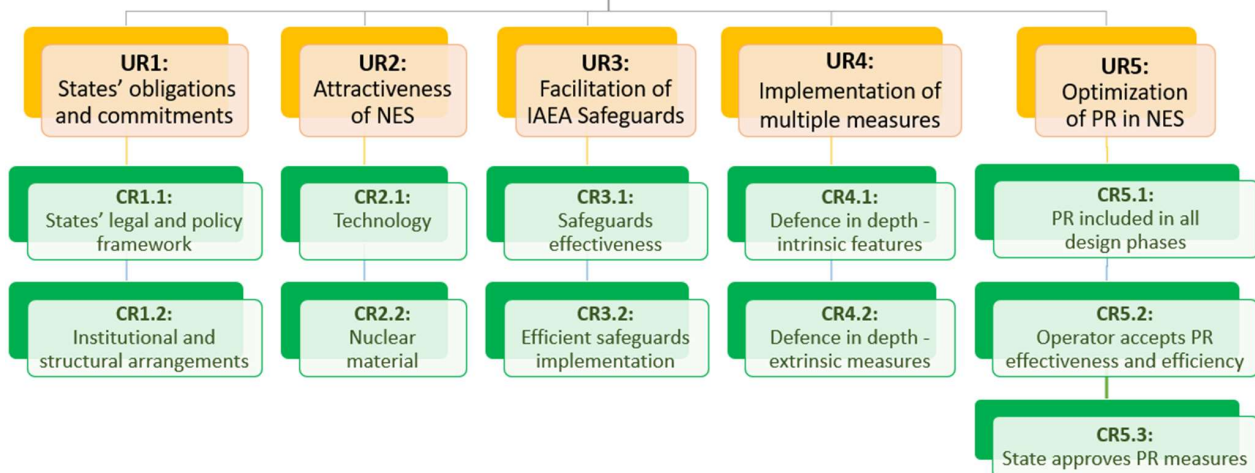 UR1:
States' obligations
and commitments
UR2:
Attractiveness
of NES
UR3:
Facilitation of
IAEA Safeguards
UR4:
Implementation of
multiple measures
UR5:
Optimization
of PR in NES
CR1.1:
States' legal and policy
framework
CR2.1:
Technology
CR3.1:
Safeguards
effectiveness
CR4.1:
Defence in depth -
intrinsic features
CR5.1:
PR included in all
design phases
CR1.2:
Institutional and
structural arrangements
CR2.2:
Nuclear
material
CR3.2:
Efficient safeguards
implementation
CR4.2:
Defence in depth -
extrinsic measures
CR5.2:
Operator accepts PR
effectiveness and efficiency
CR5.3:
State approves PR measures